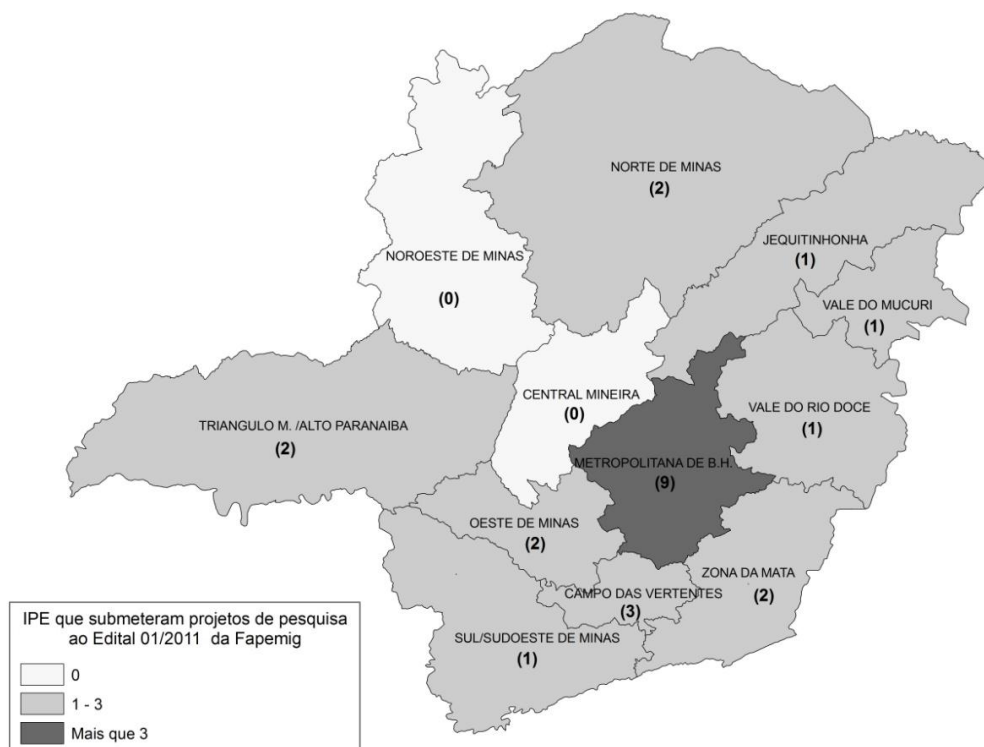 NORTE DE MINAS
(2)
JEQUITINHONHA
(1)
NOROESTE DE MINAS
(0)
VALE DO MUCURI
(1)
CENTRAL MINEIRA
(0)
VALE DO RIO DOCE
(1)
TRIANGULO M. /ALTO PARANAIBA
(2)
METROPOLITANA DE B.H.
(9)
OESTE DE MINAS
(2)
ZONA DA MATA
(2)
CAMPO DAS VERTENTES
(3)
SUL/SUDOESTE DE MINAS
(1)
IPE que submeteram projetos de pesquisa
ao Edital 01/2011 da Fapemig
0
1 - 3
Mais que 3